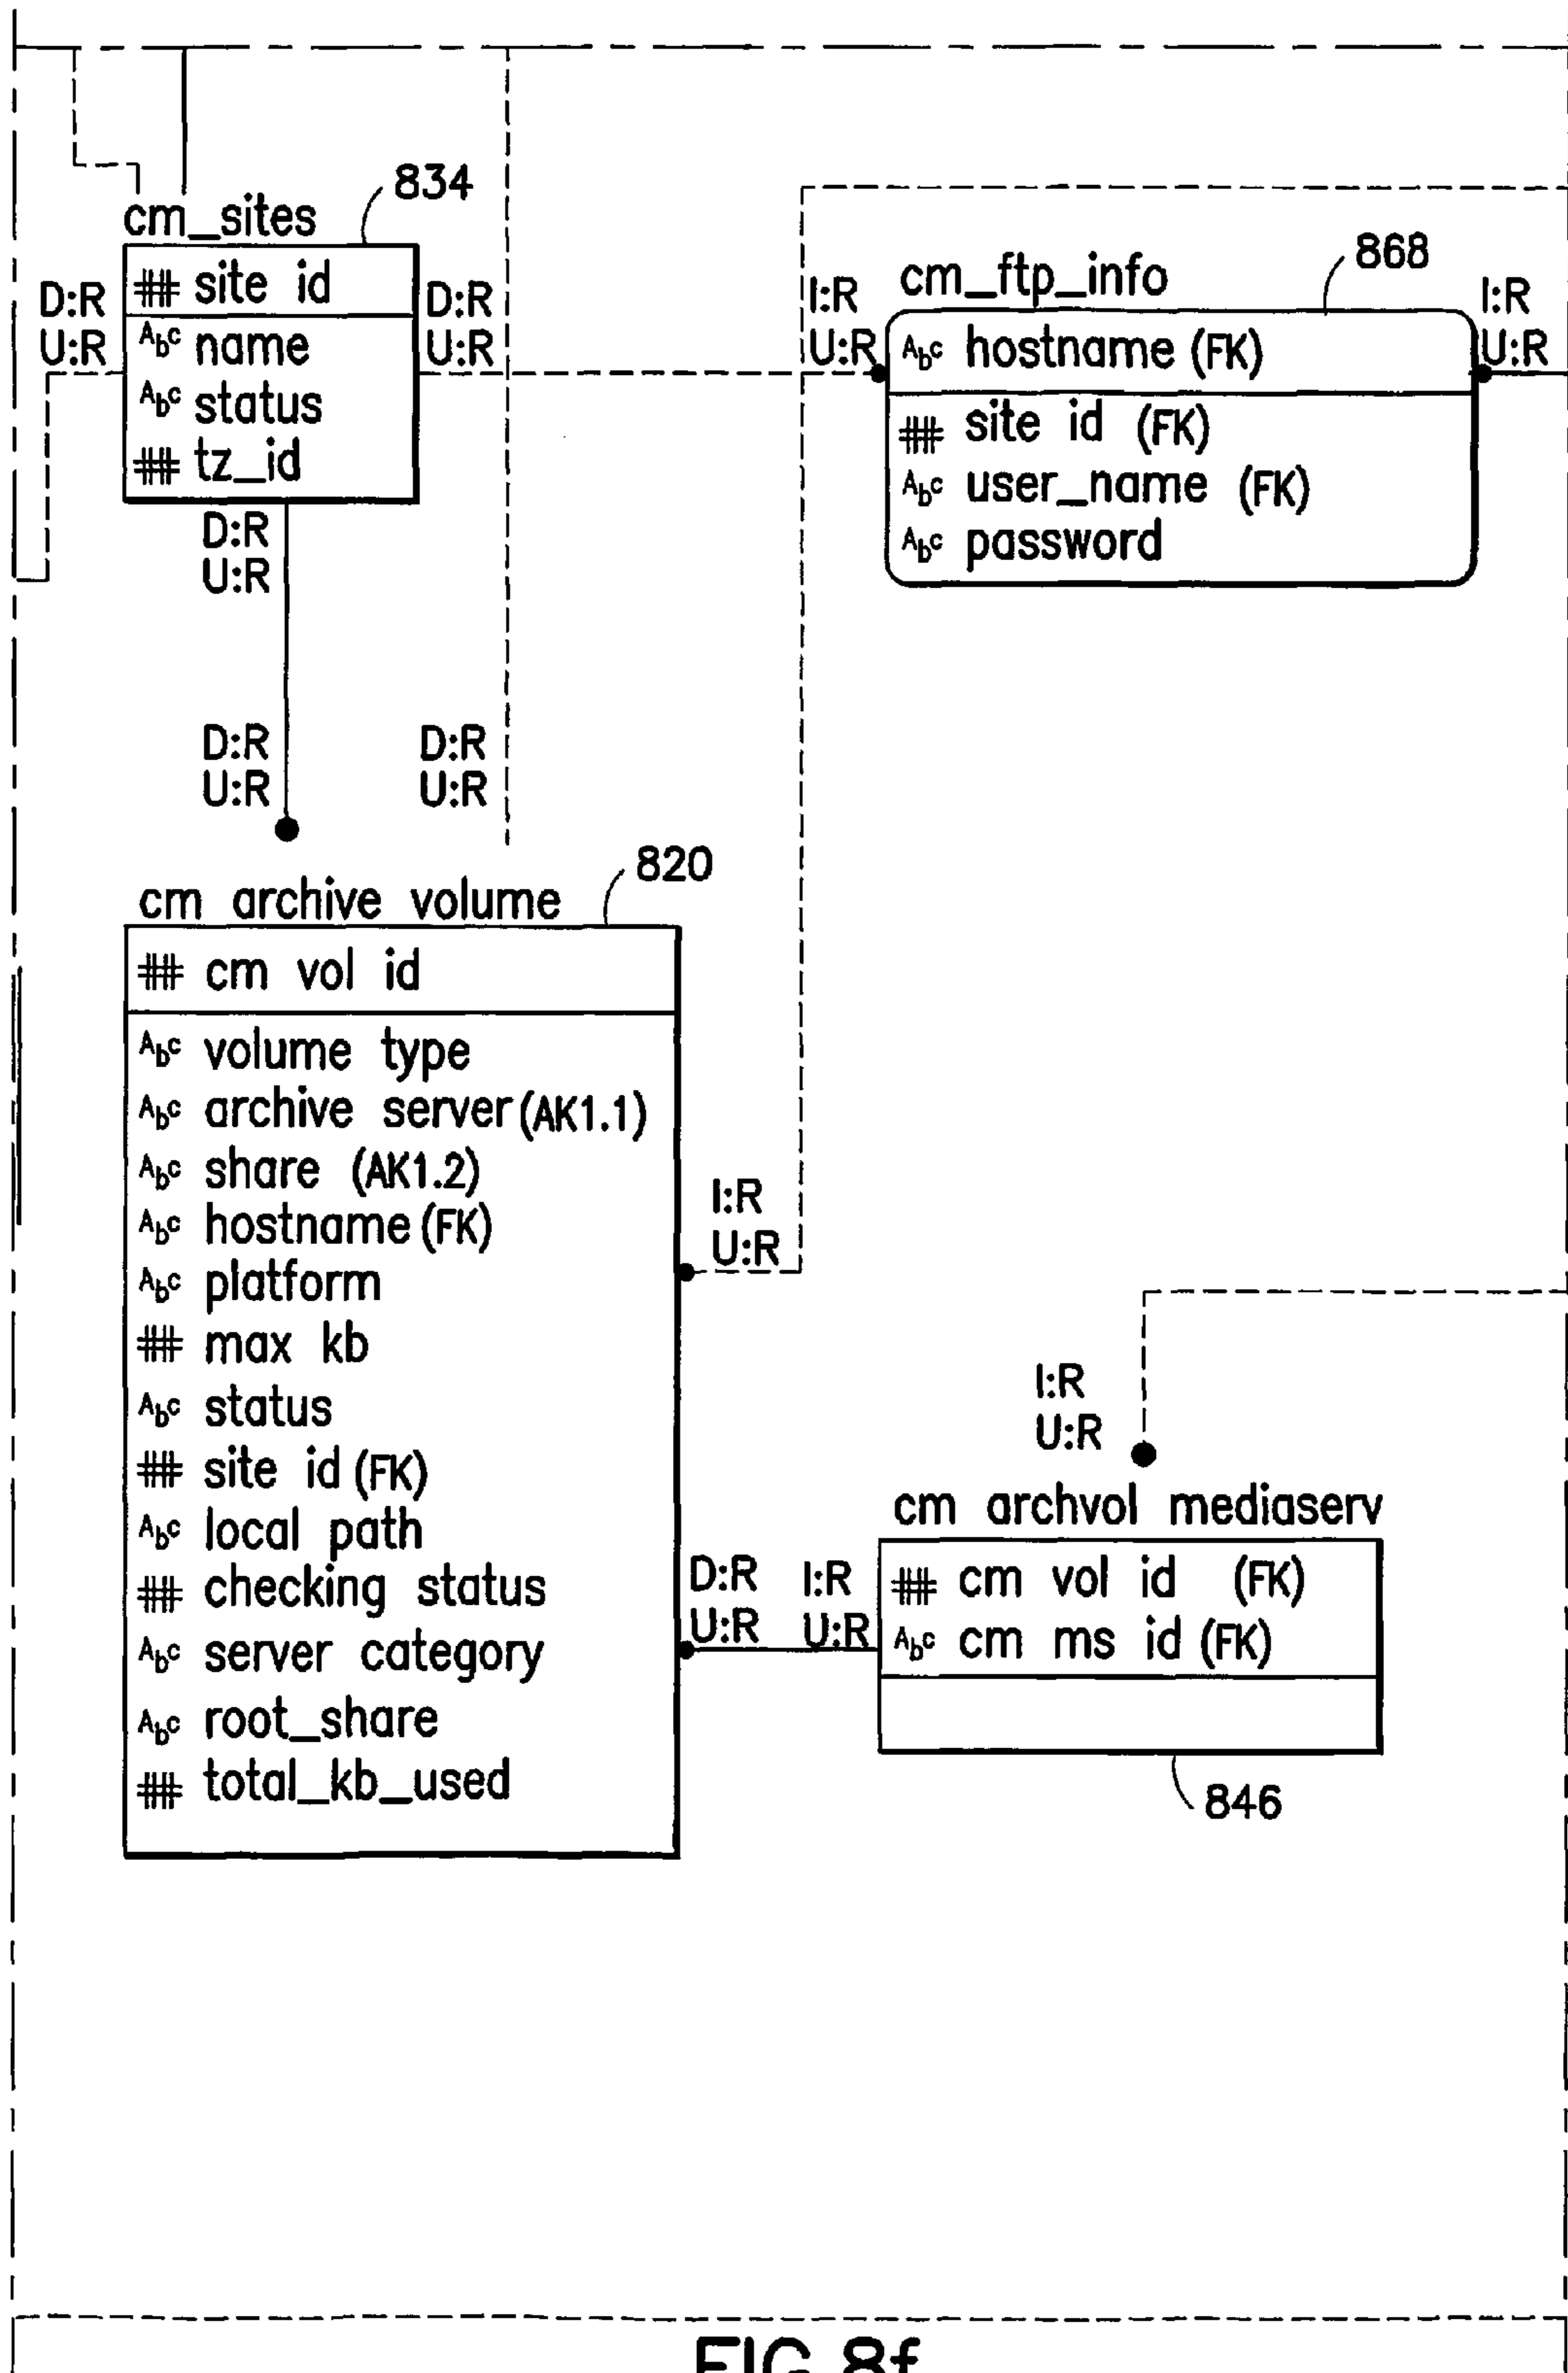 834
cm_sites
## site id
Abc name
Abc status
## tz_id
D:R
U:R
D:R
U:R
D:R
U:R
868
cm_ftp_info
Abc hostname (FK)
## site id (FK)
Abc user_name (FK)
Abc password
I:R
U:R
I:R
U:R
D:R
U:R
D:R
U:R
820
cm archive volume
## cm vol id
Abc volume type
Abc archive server (AK1.1)
Abc share (AK1.2)
Abc hostname (FK)
Abc platform
## max kb
Abc status
## site id (FK)
Abc local path
## checking status
Abc server category
Abc root_share
## total_kb_used
I:R
U:R
I:R
U:R
D:R
U:R
I:R
U:R
cm archvol mediaserv
## cm vol id (FK)
Abc cm ms id (FK)
846
FIG.8f